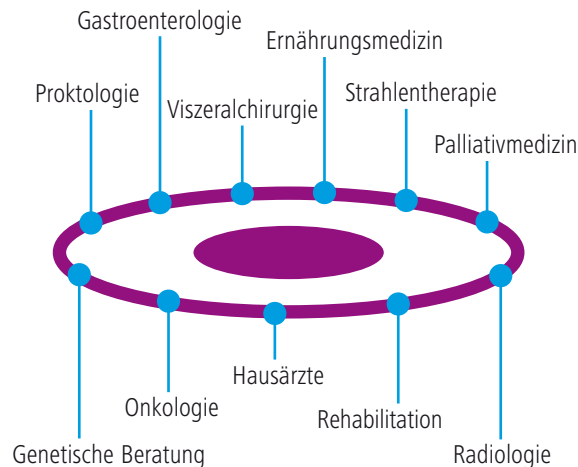 Gastroenterologie
Ernährungsmedizin
Proktologie
Viszeralchirurgie
Strahlentherapie
Palliativmedizin
Hausärzte
Onkologie
Rehabilitation
Genetische Beratung
Radiologie